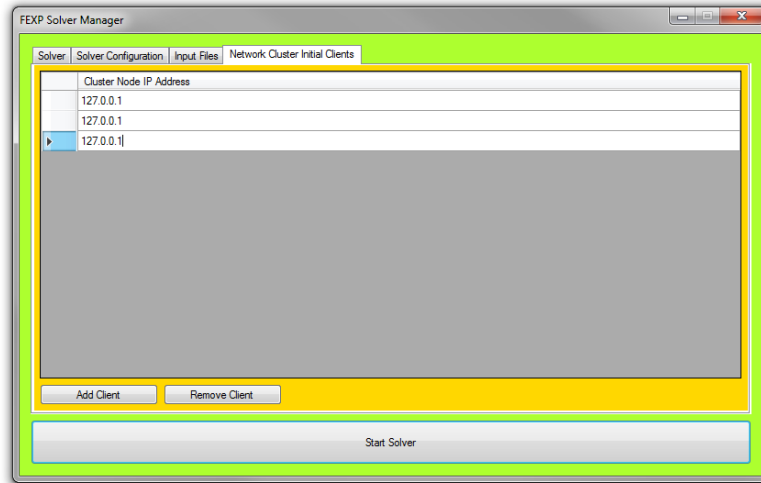 FEXP Solver Manager
Solver Solver Configuration Input Files Network Cluster Initial Clients
Cluster Node IP Address
127.0.0.1
127.0.0.1
127.0.0.1
Add Client Remove Client
Start Solver